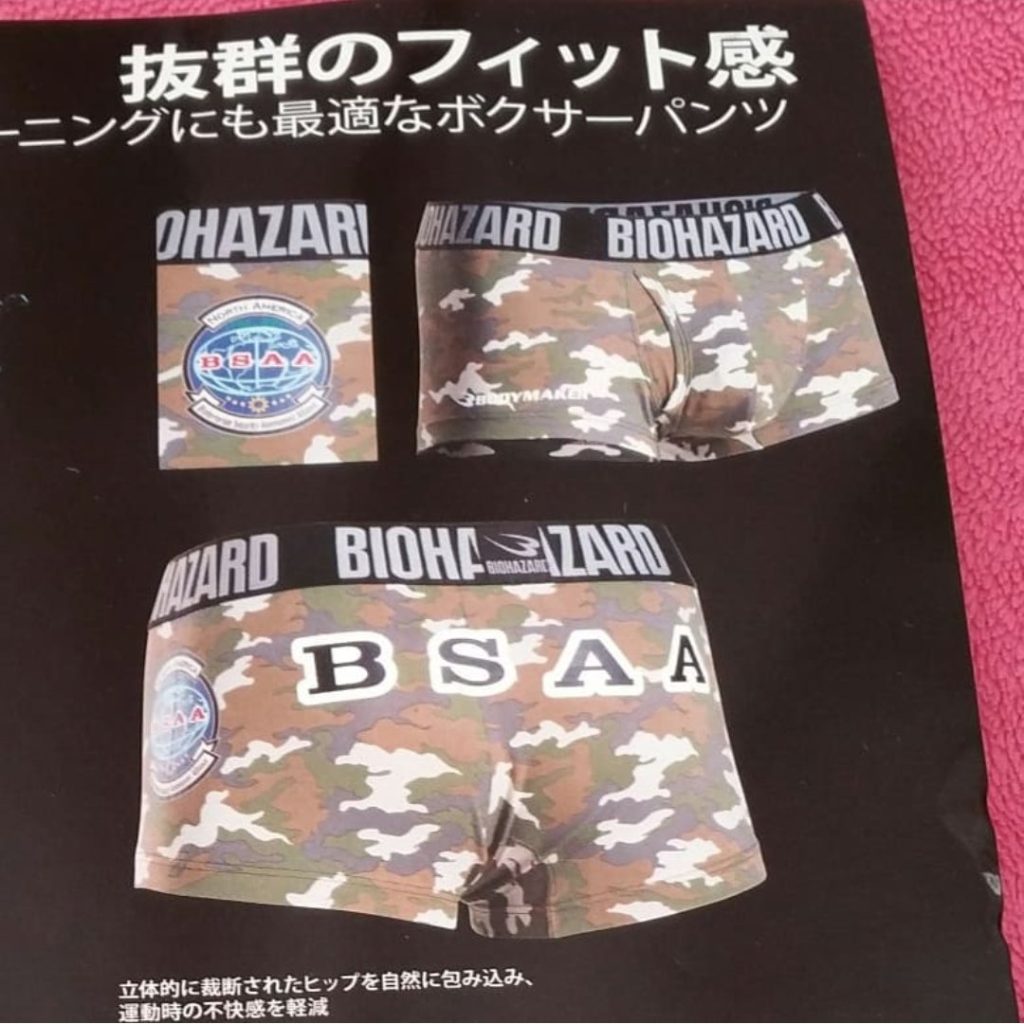 抜群のフィット感
ーニングにも最適なボクサーパンツ
OHAZARD
NORTH AMERICA
BSAA
IOHAZARD BIOHAZARD
BODYMAKER
HAZARD BIOHA ZARD
BIOHAZARD
BSAA
BSAA
立体的に裁断されたヒップを自然に包み込み、
運動時の不快感を軽減